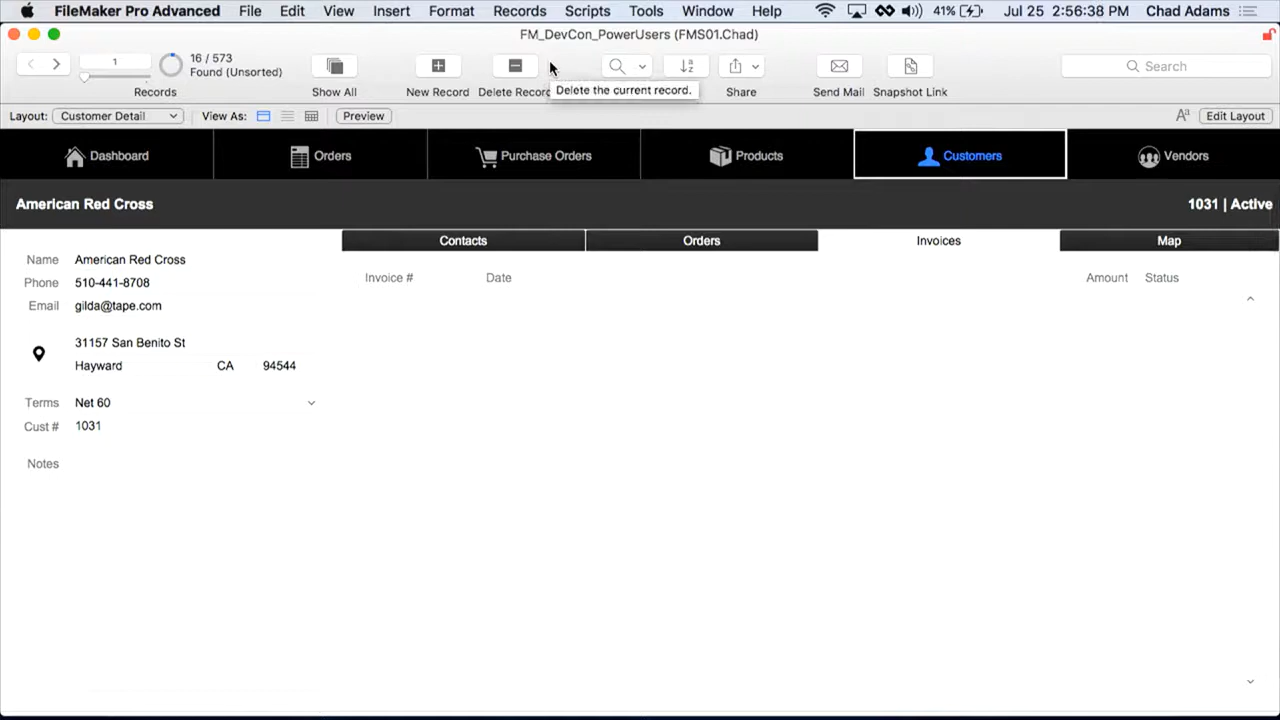 FileMaker Pro Advanced File Edit View Insert Format Records Scripts Tools Window Help 41% Jul 25 2:56:38 PM Chad Adams
FM_DevCon_PowerUsers (FMS01.Chad)
1
16 / 573
Found (Unsorted)
Search
Delete the current record.
Records Show All New Record Delete Record Share Send Mail Snapshot Link
Layout: Customer Detail View As: Preview Aa Edit Layout
Dashboard Orders Purchase Orders Products Customers Vendors
American Red Cross 1031 | Active
Contacts Orders Invoices Map
Name American Red Cross
Phone 510-441-8708
Email gilda@tape.com
31157 San Benito St
Hayward CA 94544
Terms Net 60
Cust # 1031
Notes
Invoice # Date Amount Status